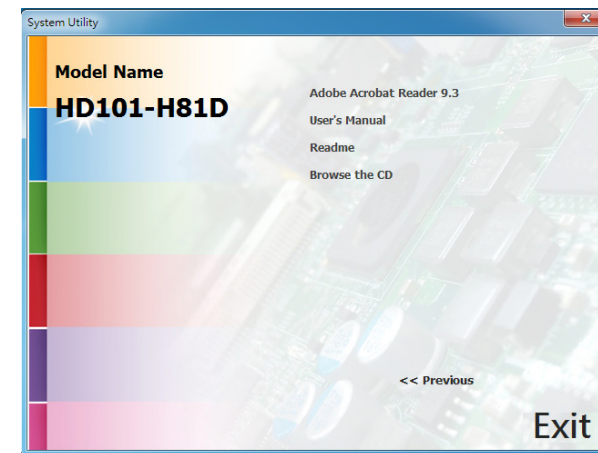 System Utility
Model Name
HD101-H81D
Adobe Acrobat Reader 9.3
User's Manual
Readme
Browse the CD
<< Previous
Exit